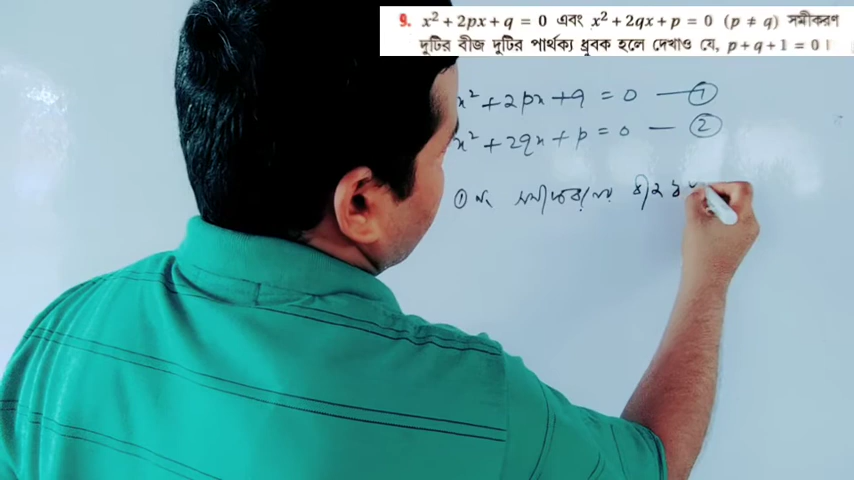 9. x² + 2px + q = 0 এবং x² + 2qx + p = 0 (p ≠ q) সমীকরণ
দুটির বীজ দুটির পার্থক্য ধ্রুবক হলে দেখাও যে, p + q + 1 = 0।
x² + 2px + q = 0 — ①
x² + 2qx + p = 0 — ②
① নং সমীকরণের